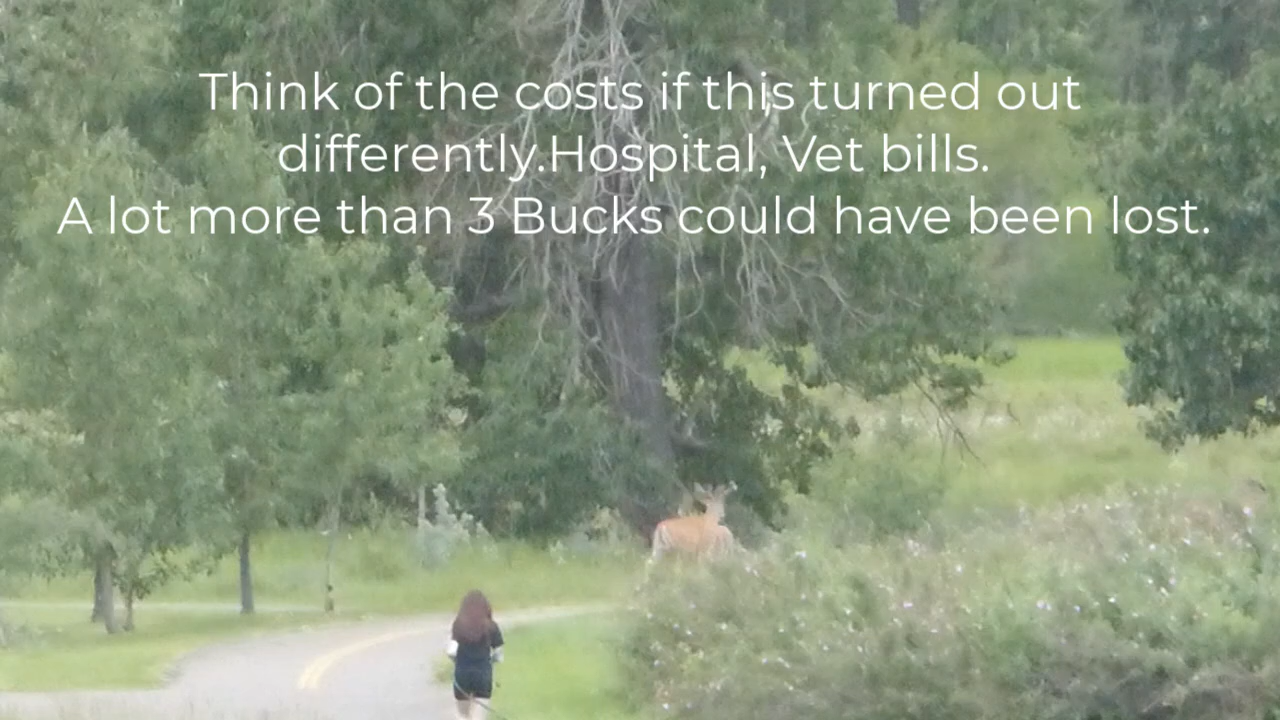 Think of the costs if this turned out
differently.Hospital, Vet bills.
A lot more than 3 Bucks could have been lost.